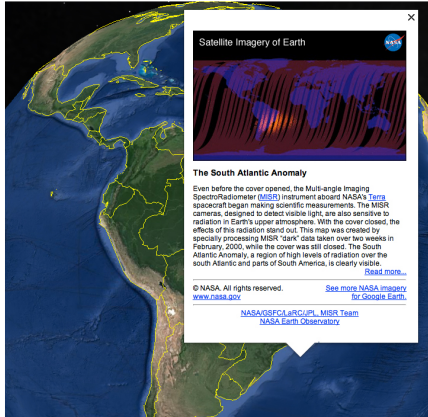 Satellite Imagery of Earth
NASA
The South Atlantic Anomaly
Even before the cover opened, the Multi-angle Imaging
SpectroRadiometer (MISR) instrument aboard NASA's Terra
spacecraft began making scientific measurements. The MISR
cameras, designed to detect visible light, are also sensitive to
radiation in Earth's upper atmosphere. With the cover closed, the
effects of this radiation stand out. This map was created by
specially processing MISR "dark" data taken over two weeks in
February, 2000, while the cover was still closed. The South
Atlantic Anomaly, a region of high levels of radiation over the
south Atlantic and parts of South America, is clearly visible.
Read more...
© NASA. All rights reserved.
www.nasa.gov
See more NASA imagery
for Google Earth.
NASA/GSFC/LaRC/JPL, MISR Team
NASA Earth Observatory